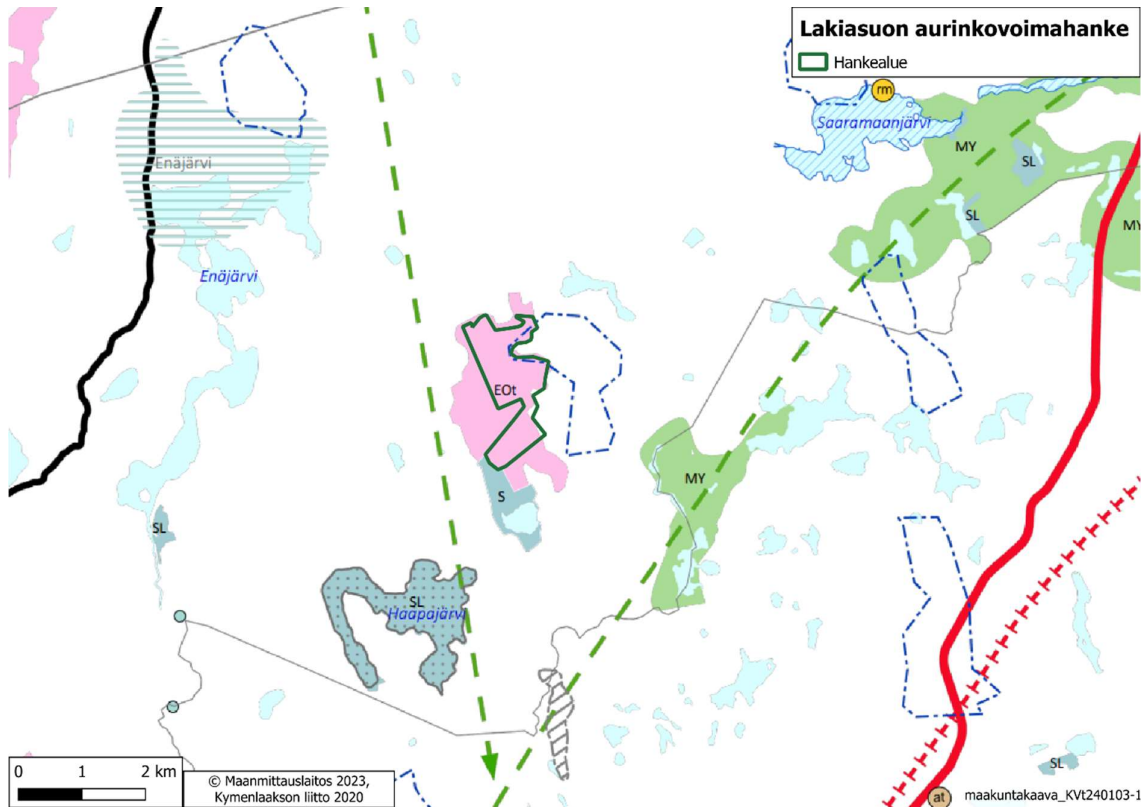 Lakiasuon aurinkovoimahanke
Hankealue
rm
Saaramaanjärvi
MY
SL
SL
MY
Enäjärvi
Enäjärvi
EOt
MY
S
SL
SL
Haapajärvi
SL
at
0 1 2 km
© Maanmittauslaitos 2023,
Kymenlaakson liitto 2020
maakuntakaava_KVt240103-1